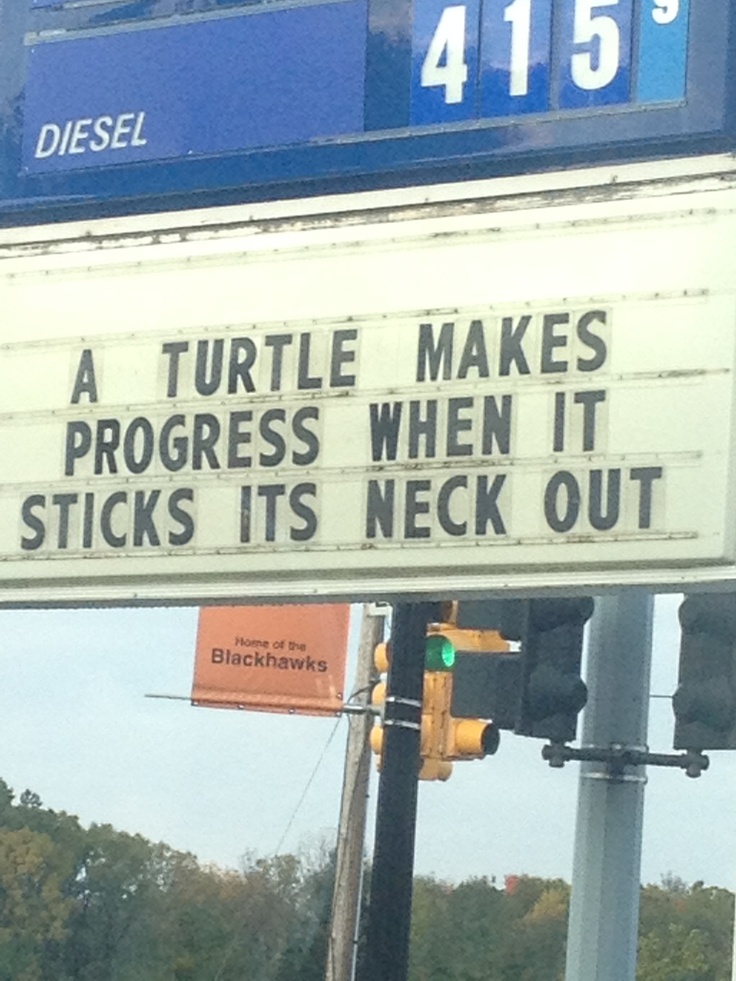 DIESEL 4 1 5 9
A TURTLE MAKES
PROGRESS WHEN IT
STICKS ITS NECK OUT
Home of the
Blackhawks